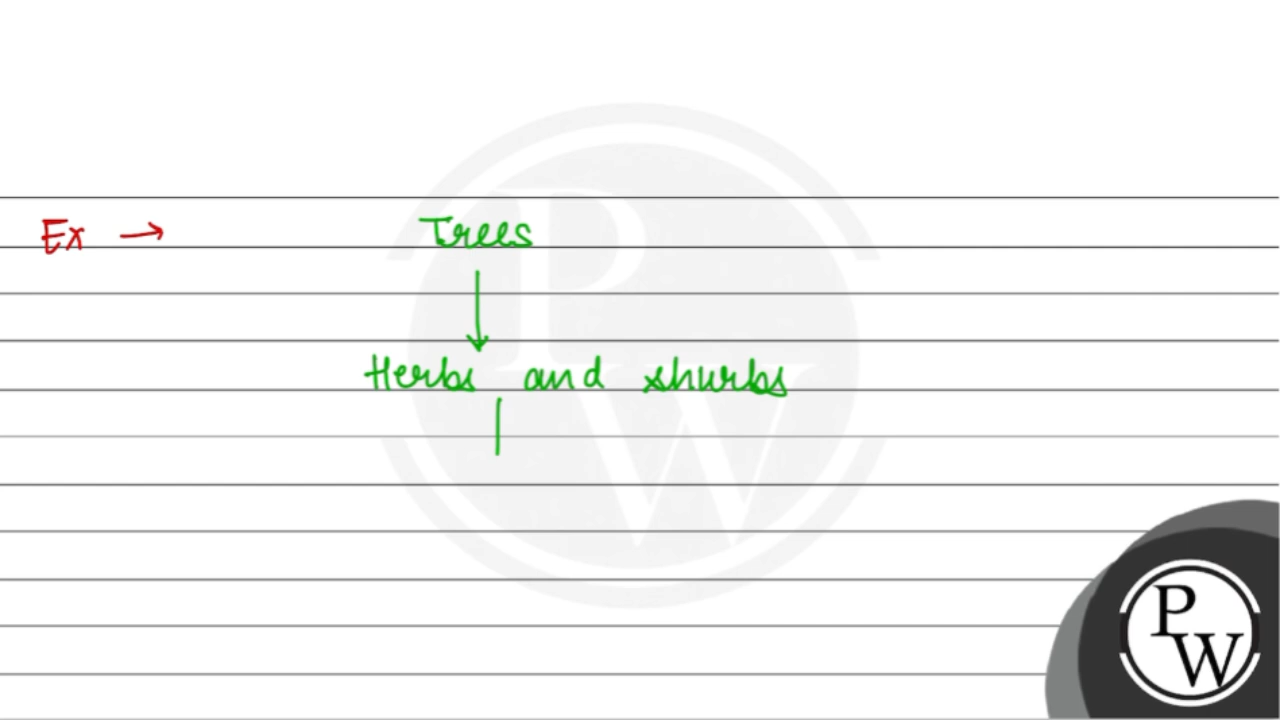 Ex → Trees
↓
Herbs and shurbs
P
W
P
W